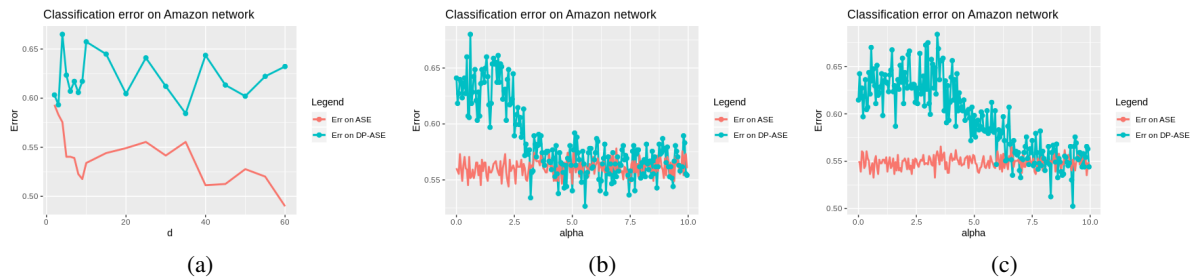 Classification error on Amazon network
0.65
0.60
0.55
0.50
Error
0
20
40
60
d
Legend
Err on ASE
Err on DP-ASE
(a)
Classification error on Amazon network
0.65
0.60
0.55
Error
0.0
2.5
5.0
7.5
10.0
alpha
Legend
Err on ASE
Err on DP-ASE
(b)
Classification error on Amazon network
0.65
0.60
0.55
0.50
Error
0.0
2.5
5.0
7.5
10.0
alpha
Legend
Err on ASE
Err on DP-ASE
(c)